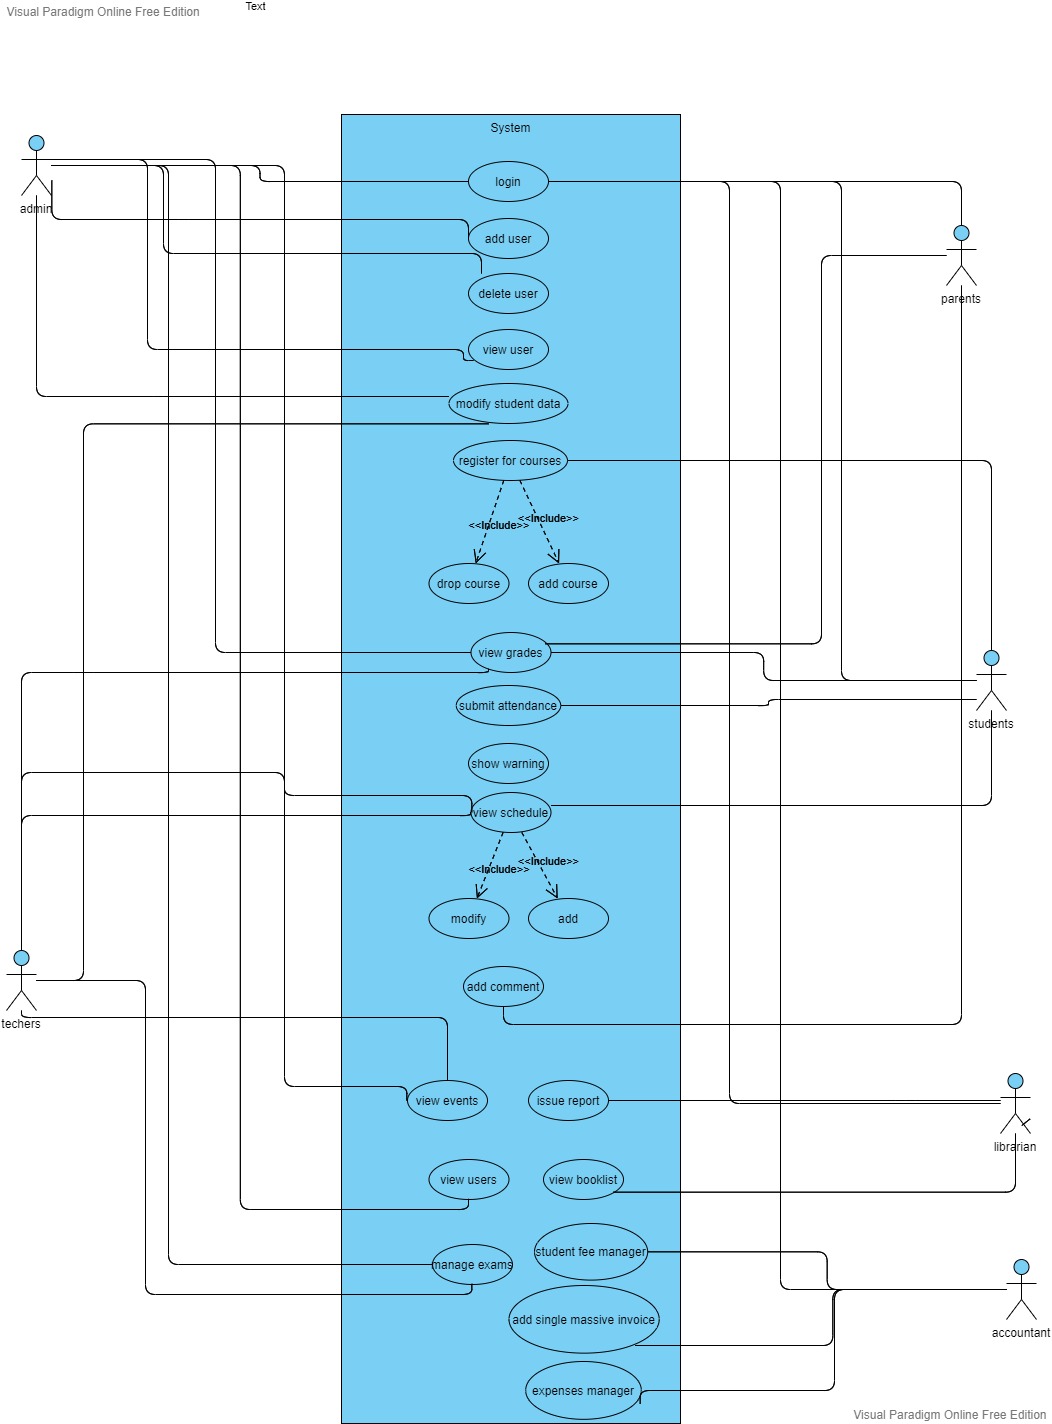 Visual Paradigm Online Free Edition
Text
System
login
admin
add user
delete user
parents
view user
modify student data
register for courses
<<Include>>
<<Include>>
drop course
add course
view grades
submit attendance
students
show warning
view schedule
<<Include>>
<<Include>>
modify
add
add comment
techers
view events
issue report
librarian
view users
view booklist
student fee manager
manage exams
add single massive invoice
accountant
expenses manager
Visual Paradigm Online Free Edition